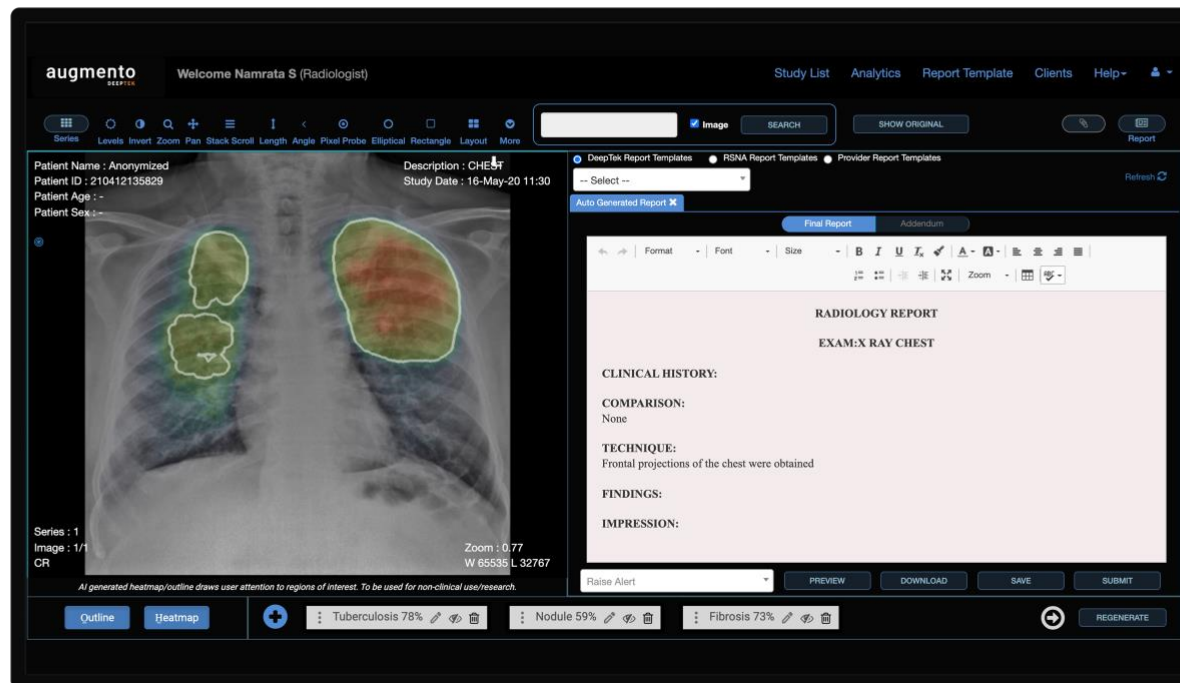 augmento
DEEPTEK
Welcome Namrata S (Radiologist)
Study List Analytics Report Template Clients Help
Series Levels Invert Zoom Pan Stack Scroll Length Angle Pixel Probe Elliptical Rectangle Layout More
Image SEARCH SHOW ORIGINAL Report
Patient Name : Anonymized
Patient ID : 210412135829
Patient Age : -
Patient Sex : -
Description : CHEST
Study Date : 16-May-20 11:30
Series : 1
Image : 1/1
CR
Zoom : 0.77
W 65535 L 32767
AI generated heatmap/outline draws user attention to regions of interest. To be used for non-clinical use/research.
DeepTek Report Templates RSNA Report Templates Provider Report Templates
-- Select -- Refresh
Auto Generated Report
Final Report Addendum
Format Font Size B I U Tx A A
Zoom ABC
RADIOLOGY REPORT
EXAM:X RAY CHEST
CLINICAL HISTORY:
COMPARISON:
None
TECHNIQUE:
Frontal projections of the chest were obtained
FINDINGS:
IMPRESSION:
Raise Alert PREVIEW DOWNLOAD SAVE SUBMIT
Outline Heatmap Tuberculosis 78% Nodule 59% Fibrosis 73% REGENERATE